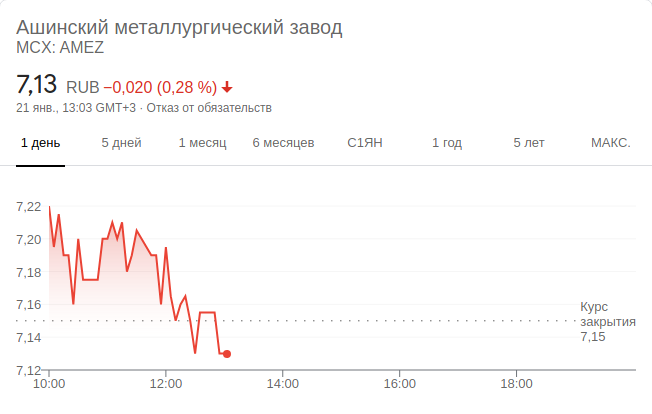 Ашинский металлургический завод
MCX: AMEZ
7,13 RUB −0,020 (0,28 %)
21 янв., 13:03 GMT+3 · Отказ от обязательств
1 день 5 дней 1 месяц 6 месяцев С1ЯН 1 год 5 лет МАКС.
7,22
7,20
7,18
7,16
7,14
7,12
Курс
закрытия
7,15
10:00 12:00 14:00 16:00 18:00